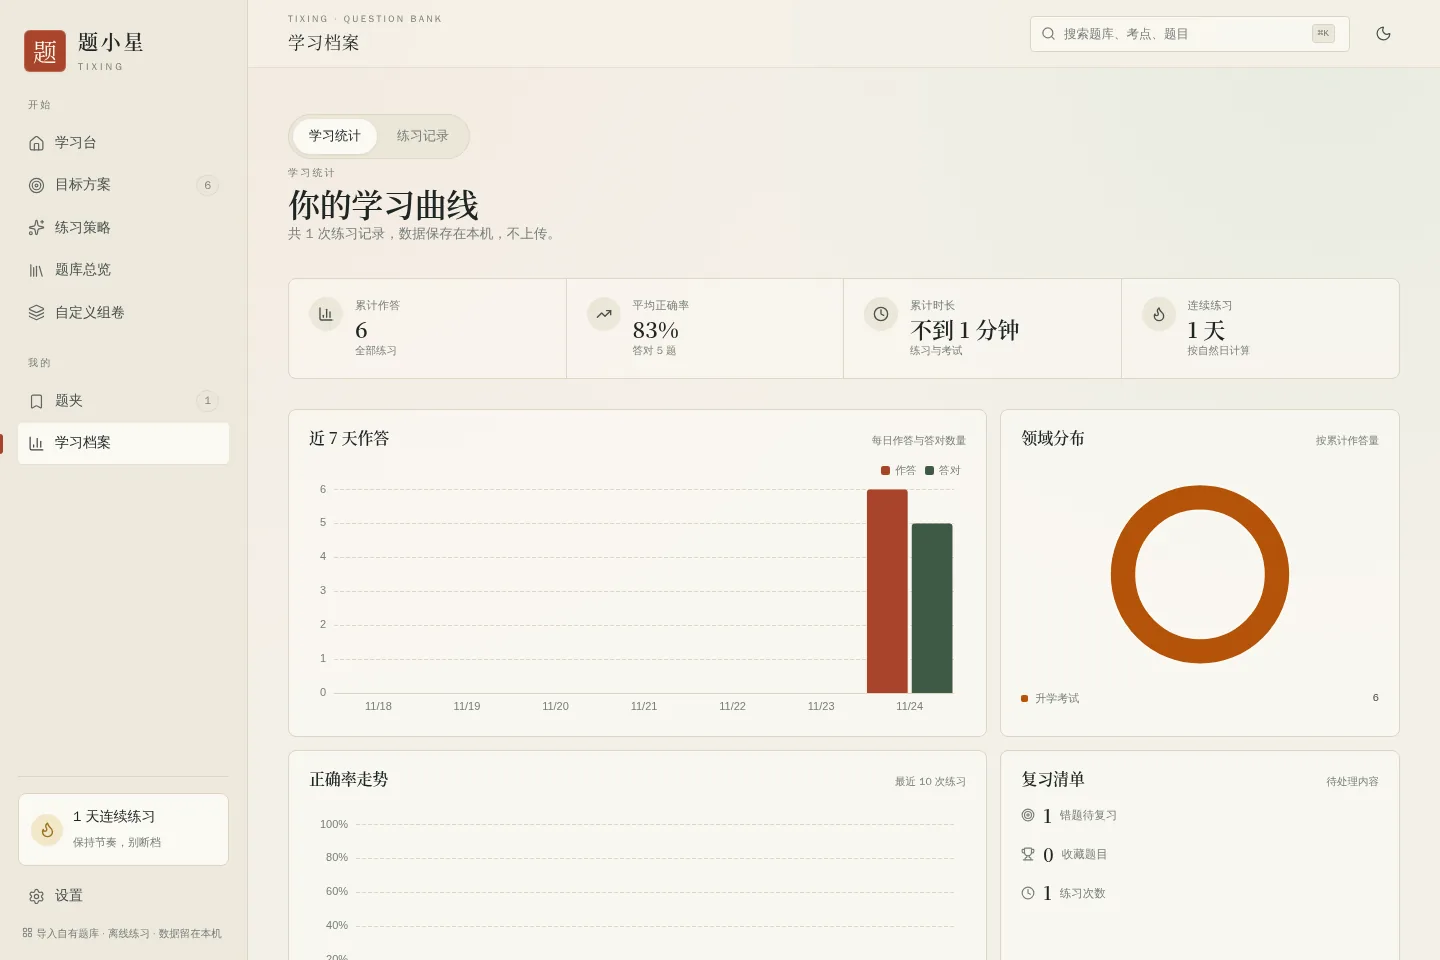 题
题小星
TIXING
开始
学习台
目标方案 6
练习策略
题库总览
自定义组卷
我的
题夹 1
学习档案
1 天连续练习
保持节奏，别断档
设置
导入自有题库 · 离线练习 · 数据留在本机
TIXING · QUESTION BANK
学习档案
搜索题库、考点、题目 ⌘K
学习统计 练习记录
学习统计
你的学习曲线
共 1 次练习记录，数据保存在本机，不上传。
累计作答
6
全部练习
平均正确率
83%
答对 5 题
累计时长
不到 1 分钟
练习与考试
连续练习
1 天
按自然日计算
近 7 天作答 每日作答与答对数量
作答 答对
6
5
4
3
2
1
0
11/18 11/19 11/20 11/21 11/22 11/23 11/24
领域分布 按累计作答量
升学考试 6
正确率走势 最近 10 次练习
100%
80%
60%
40%
20%
复习清单 待处理内容
1 错题待复习
0 收藏题目
1 练习次数